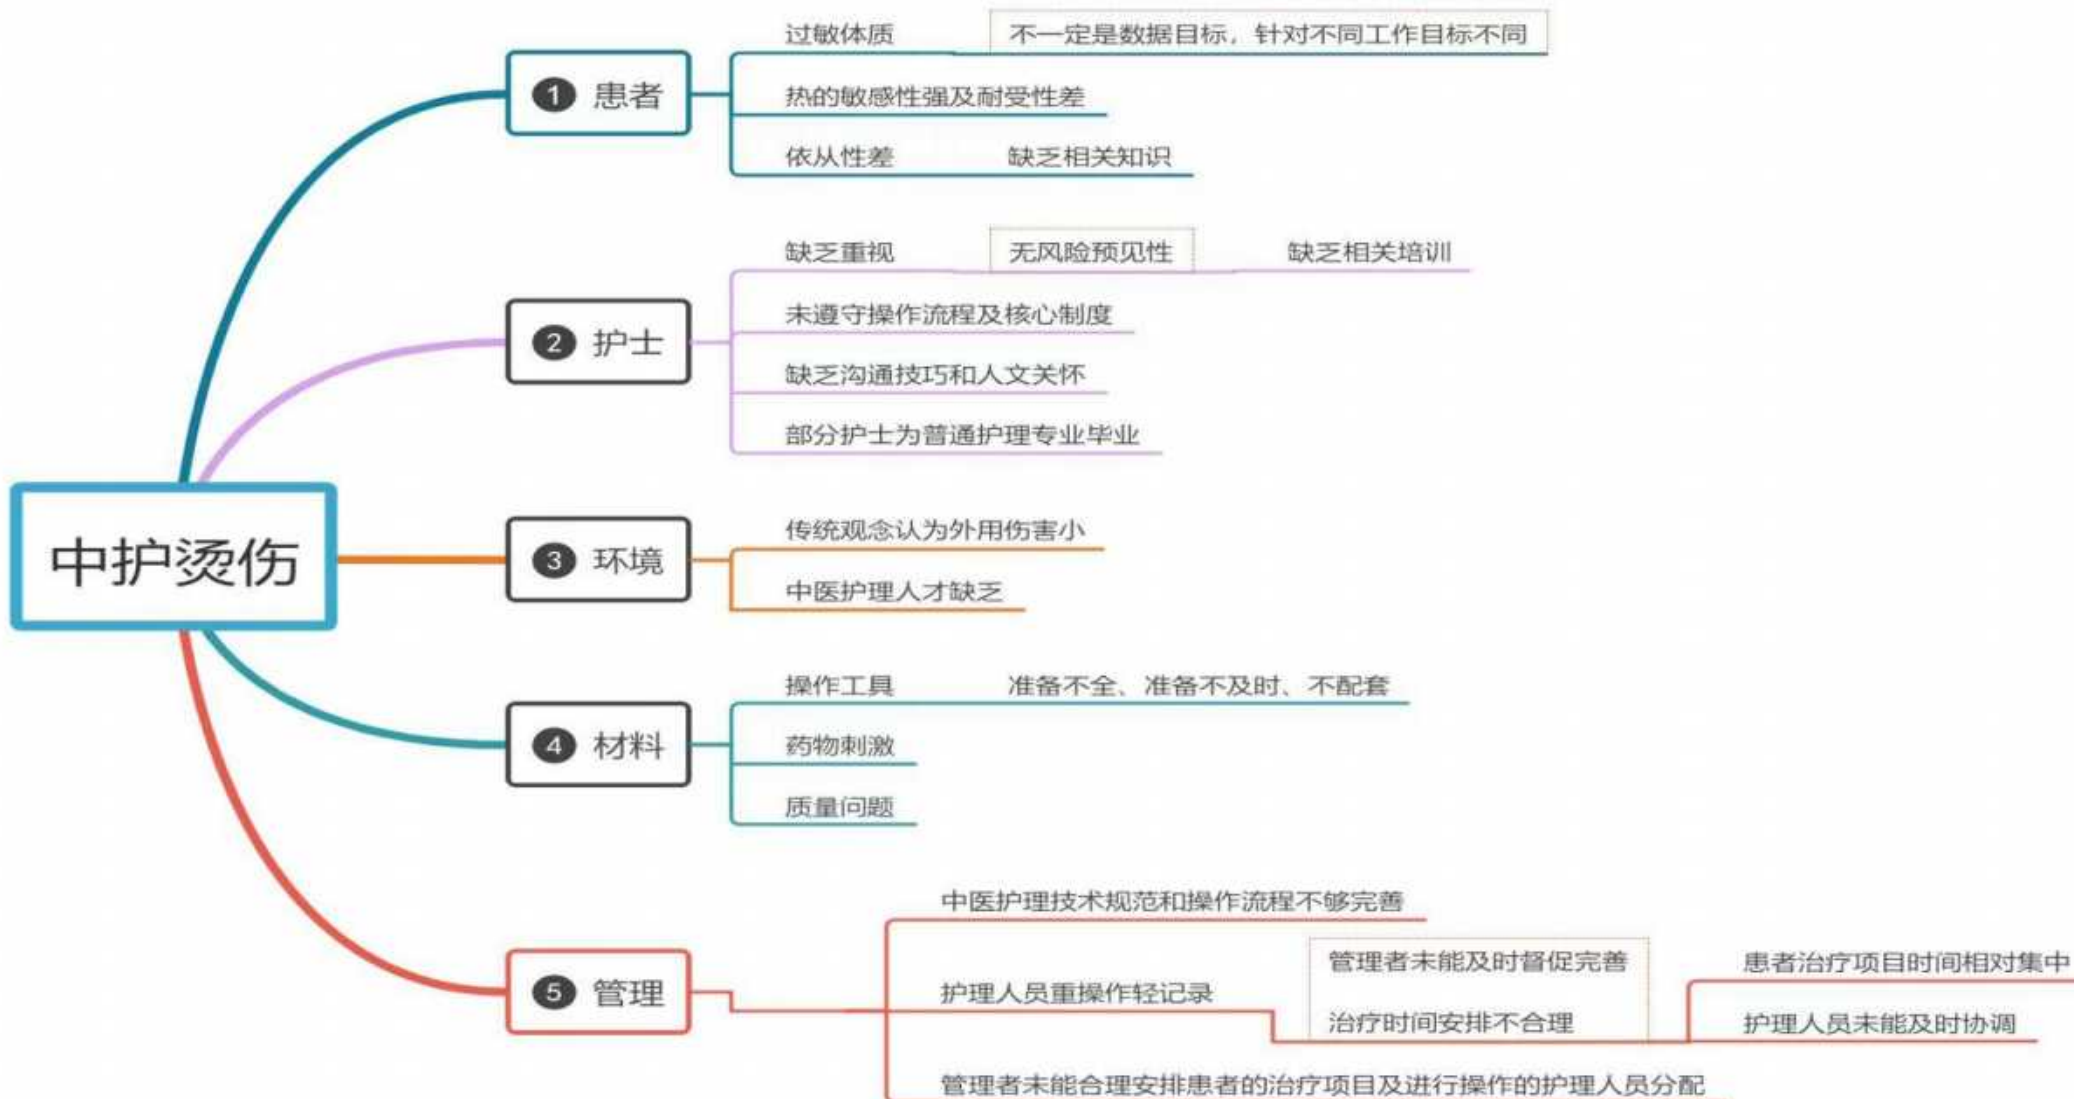 过敏体质 不一定是数据目标，针对不同工作目标不同
❶ 患者
热的敏感性强及耐受性差
依从性差 缺乏相关知识
缺乏重视 无风险预见性 缺乏相关培训
未遵守操作流程及核心制度
❷ 护士
缺乏沟通技巧和人文关怀
部分护士为普通护理专业毕业
中护烫伤
传统观念认为外用伤害小
❸ 环境
中医护理人才缺乏
操作工具 准备不全、准备不及时、不配套
❹ 材料
药物刺激
质量问题
中医护理技术规范和操作流程不够完善
❺ 管理
护理人员重操作轻记录
管理者未能及时督促完善
治疗时间安排不合理
患者治疗项目时间相对集中
护理人员未能及时协调
管理者未能合理安排患者的治疗项目及进行操作的护理人员分配